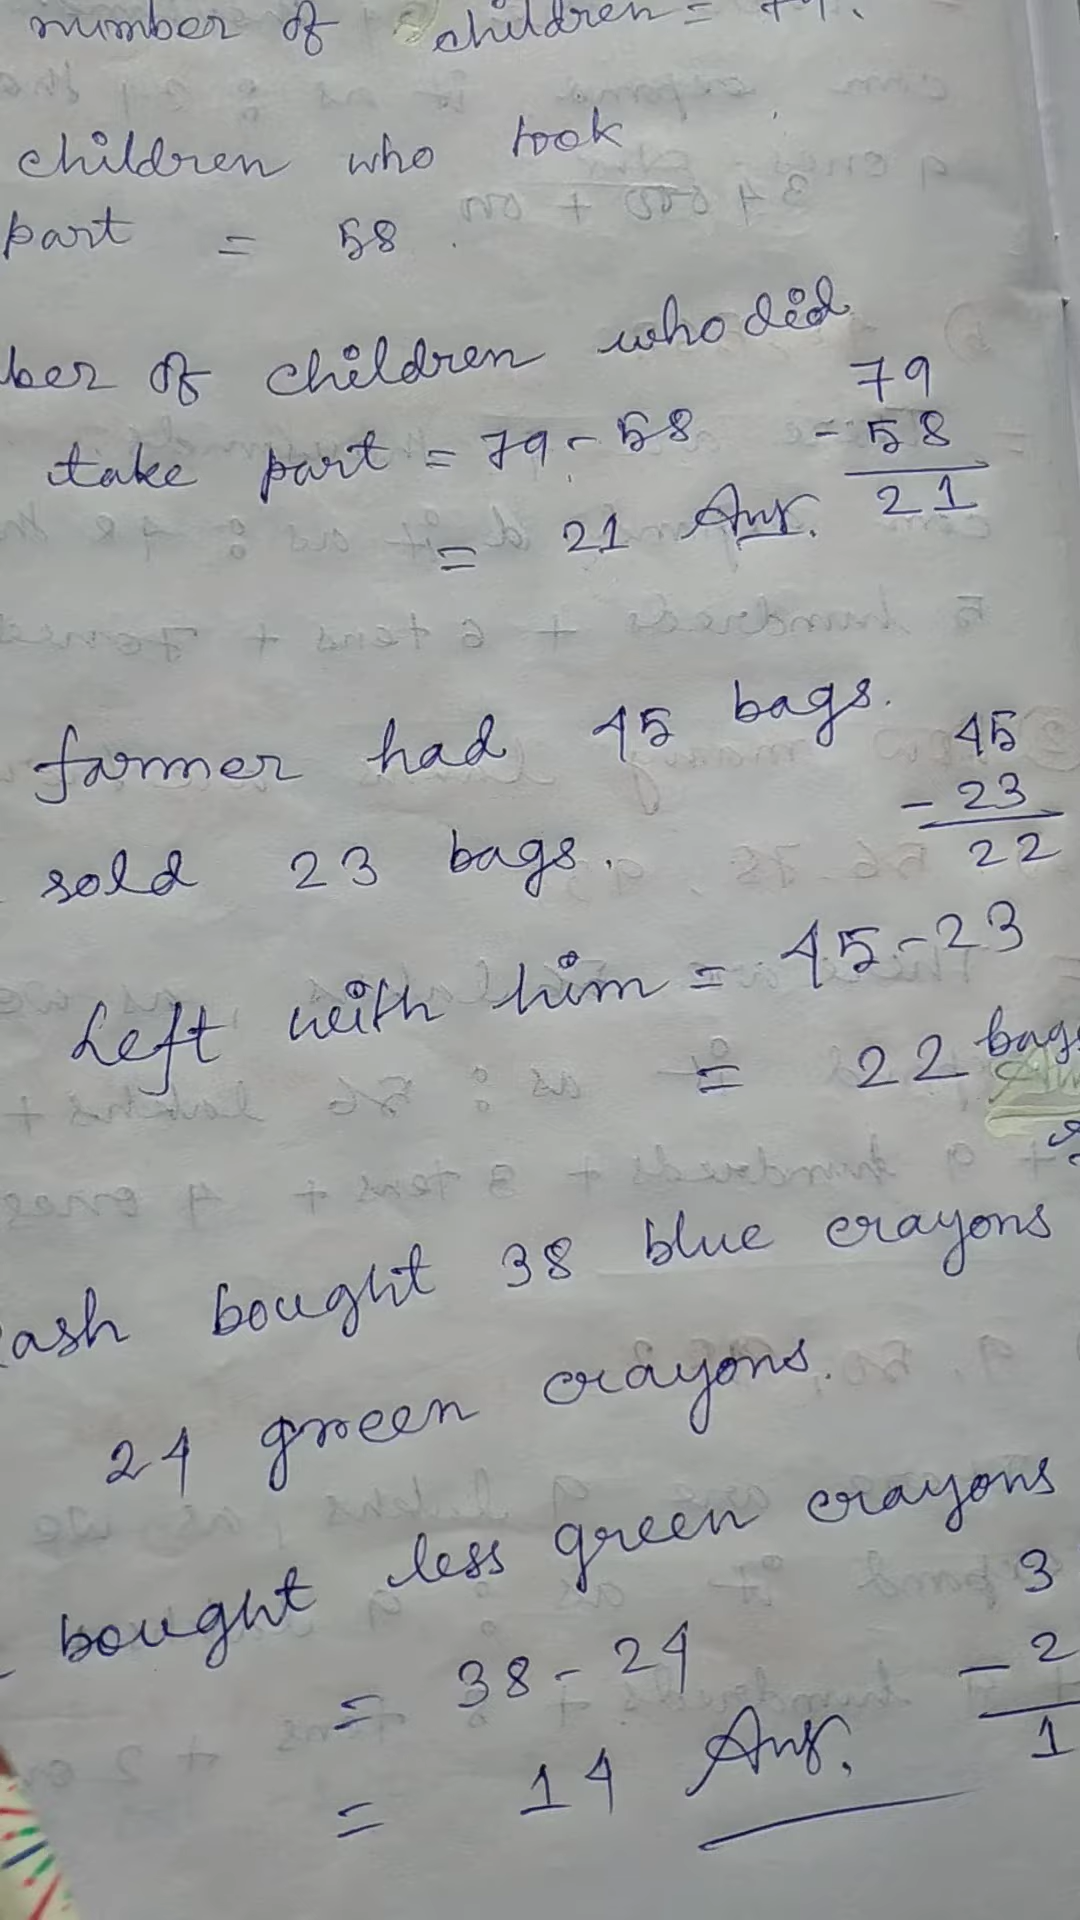 number of children = 79.
children who took
part = 58.
ber of children who did
take part = 79 - 58
= 21 Ans.
79
- 58
21
farmer had 45 bags.
sold 23 bags.
45
- 23
22
Left with him = 45 - 23
= 22 bags
ash bought 38 blue crayons
24 green crayons.
bought less green crayons
= 38 - 24
= 14 Ans.
3
- 2
1